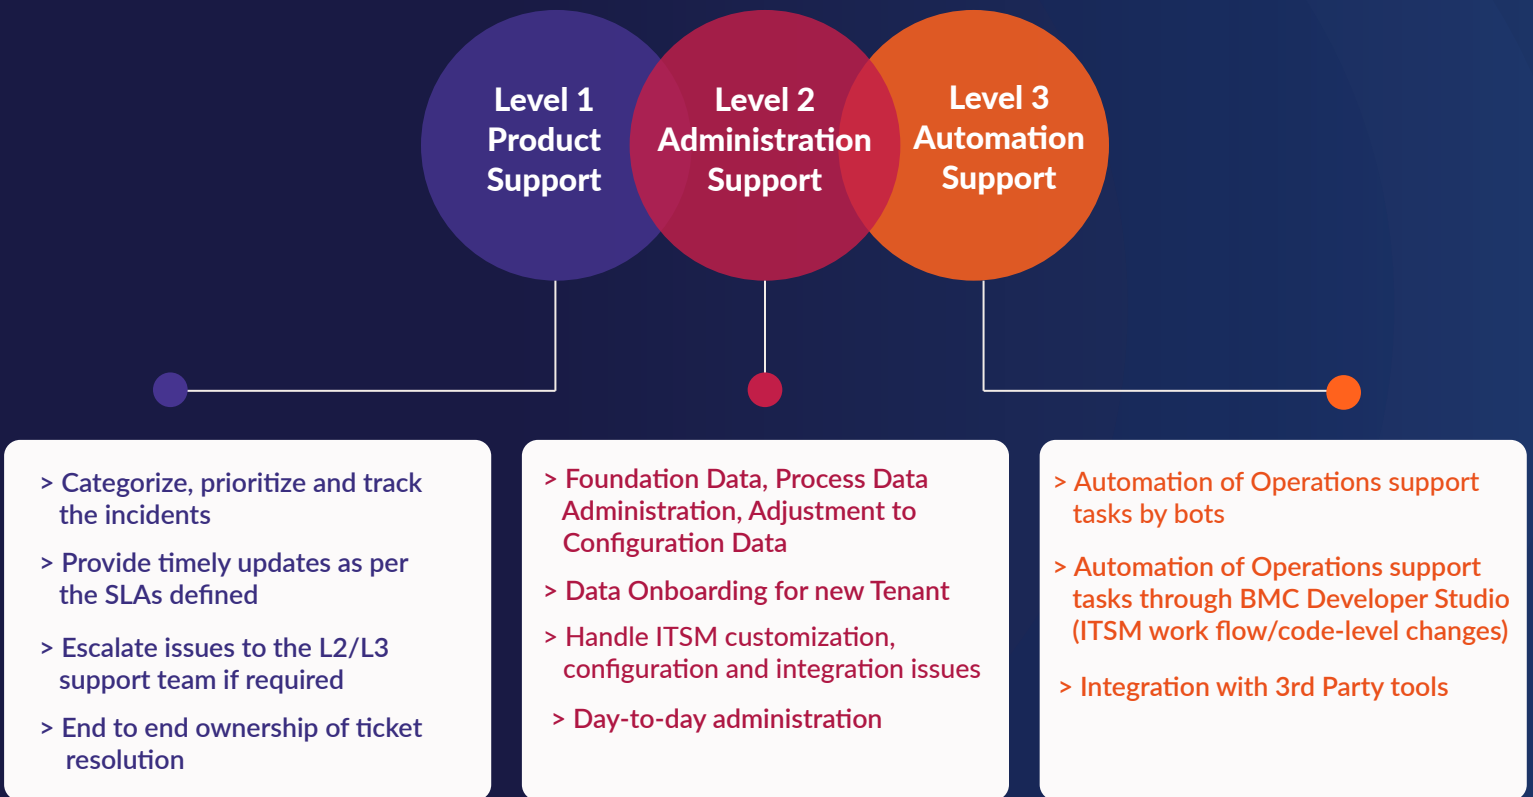 Level 1
Product
Support
Level 2
Administration
Support
Level 3
Automation
Support
> Categorize, prioritize and track
the incidents
> Provide timely updates as per
the SLAs defined
> Escalate issues to the L2/L3
support team if required
> End to end ownership of ticket
resolution
> Foundation Data, Process Data
Administration, Adjustment to
Configuration Data
> Data Onboarding for new Tenant
> Handle ITSM customization,
configuration and integration issues
> Day-to-day administration
> Automation of Operations support
tasks by bots
> Automation of Operations support
tasks through BMC Developer Studio
(ITSM work flow/code-level changes)
> Integration with 3rd Party tools